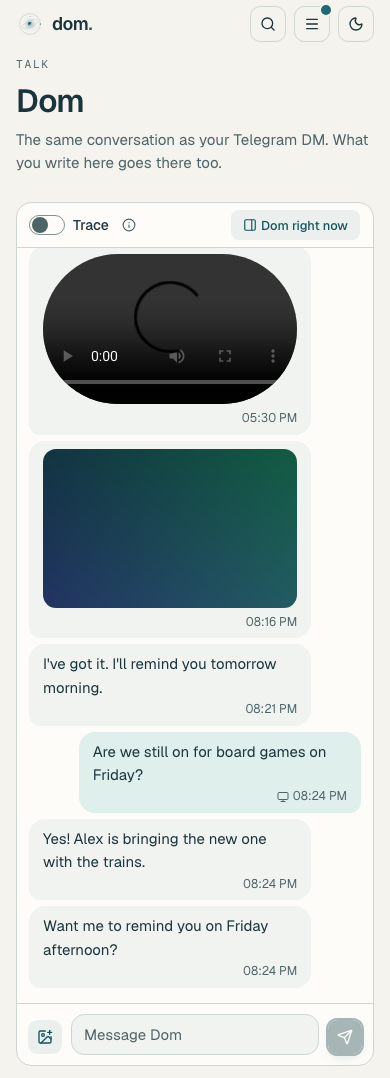 dom.
TALK
Dom
The same conversation as your Telegram DM. What
you write here goes there too.
Trace
Dom right now
0:00
05:30 PM
08:16 PM
I've got it. I'll remind you tomorrow
morning.
08:21 PM
Are we still on for board games on
Friday?
08:24 PM
Yes! Alex is bringing the new one
with the trains.
08:24 PM
Want me to remind you on Friday
afternoon?
08:24 PM
Message Dom